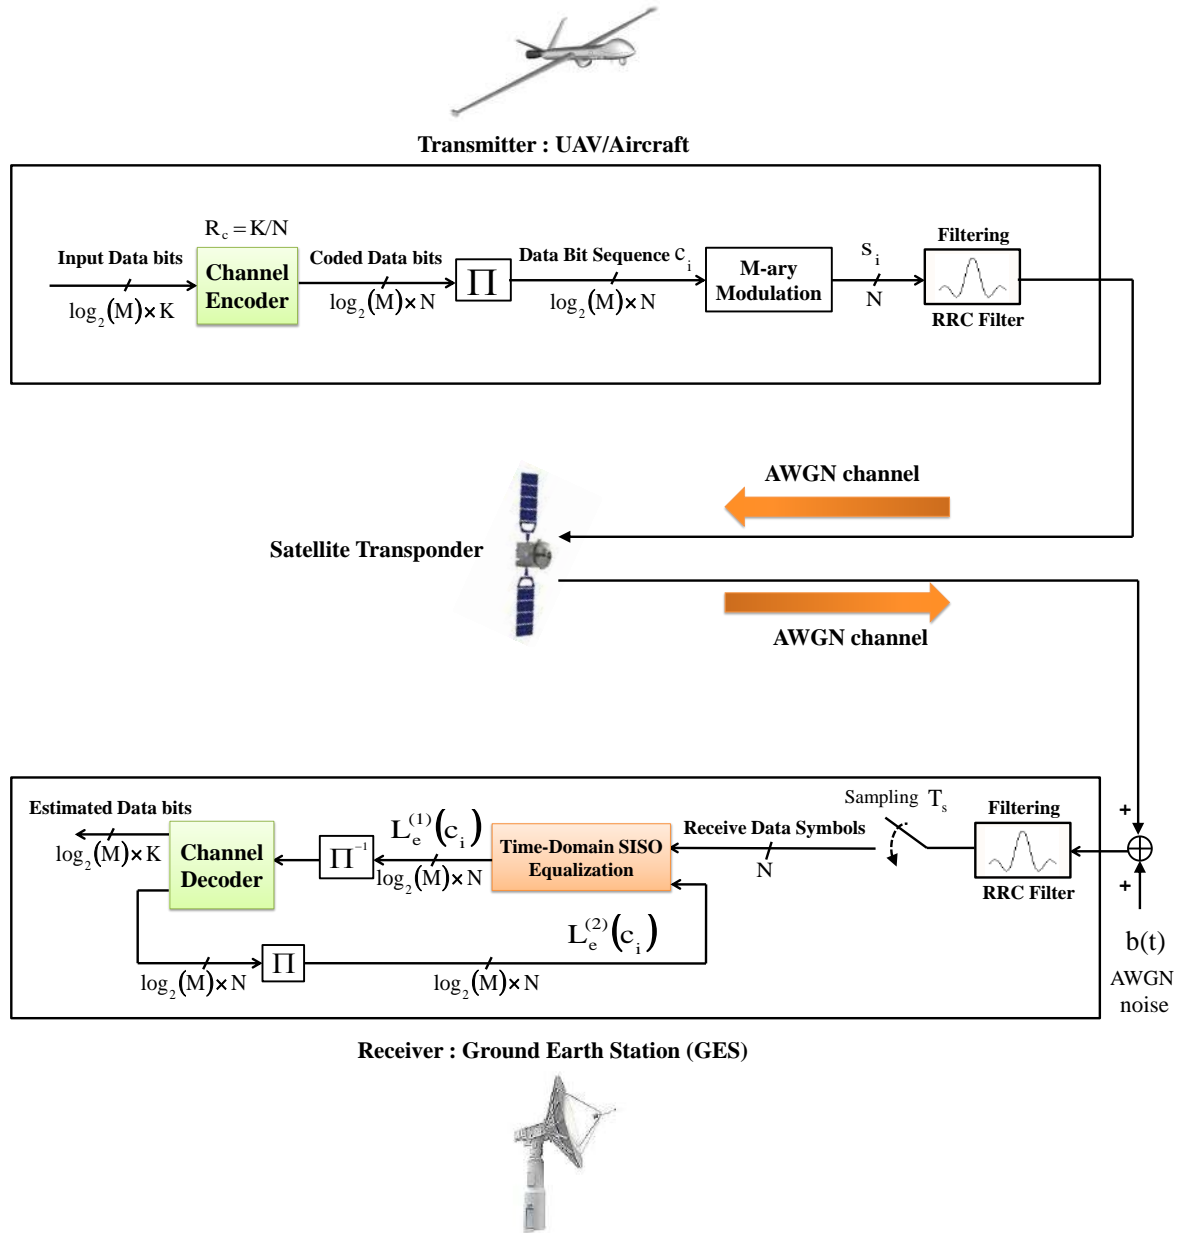 Transmitter : UAV/Aircraft
R_c = K/N
Input Data bits
log_2(M)×K
Channel
Encoder
Coded Data bits
log_2(M)×N
Π
Data Bit Sequence c_i
log_2(M)×N
M-ary
Modulation
s_i
N
Filtering
RRC Filter
AWGN channel
Satellite Transponder
AWGN channel
Estimated Data bits
log_2(M)×K
Channel
Decoder
Π^-1
L_e^(1)(c_i)
log_2(M)×N
Time-Domain SISO
Equalization
Receive Data Symbols
N
Sampling T_s
Filtering
RRC Filter
+
+
b(t)
AWGN
noise
log_2(M)×N
Π
log_2(M)×N
L_e^(2)(c_i)
Receiver : Ground Earth Station (GES)